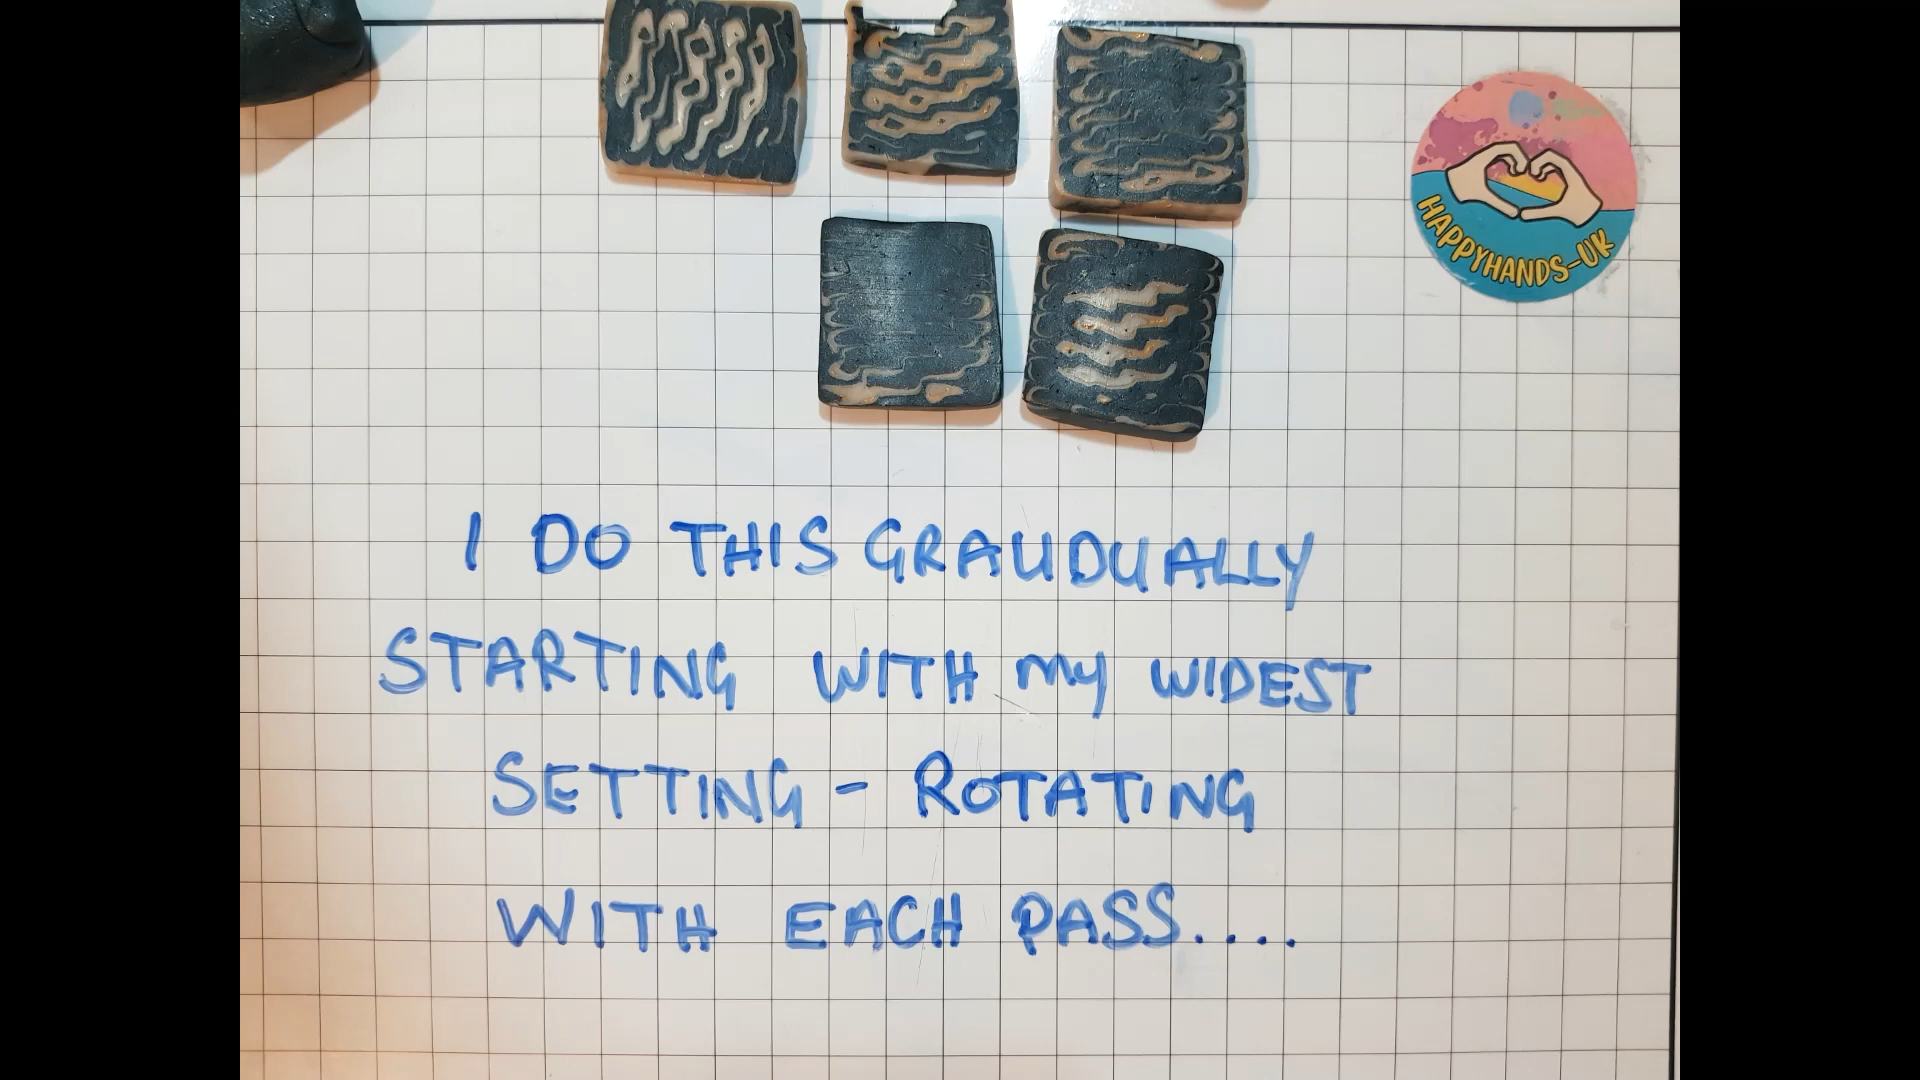 HAPPYHANDS-UK
I DO THIS GRAUDUALLY
STARTING WITH MY WIDEST
SETTING - ROTATING
WITH EACH PASS....